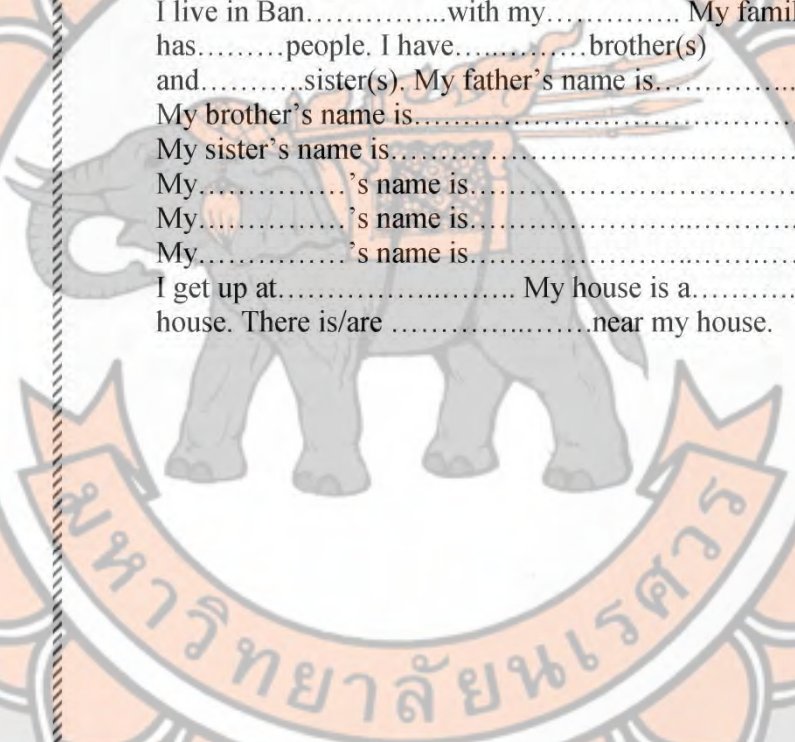 I live in Ban…………..with my…………. My famil
has………people. I have…..………brother(s)
and………..sister(s). My father’s name is…………...
My brother’s name is……………………………………
My sister’s name is………………………………………
My……………’s name is…………………………………
My……………’s name is…………………..……………
My……………’s name is…………………..……………
I get up at……………..…….. My house is a……….
house. There is/are …………..…….near my house.
มหาวิทยาลัยนเรศวร